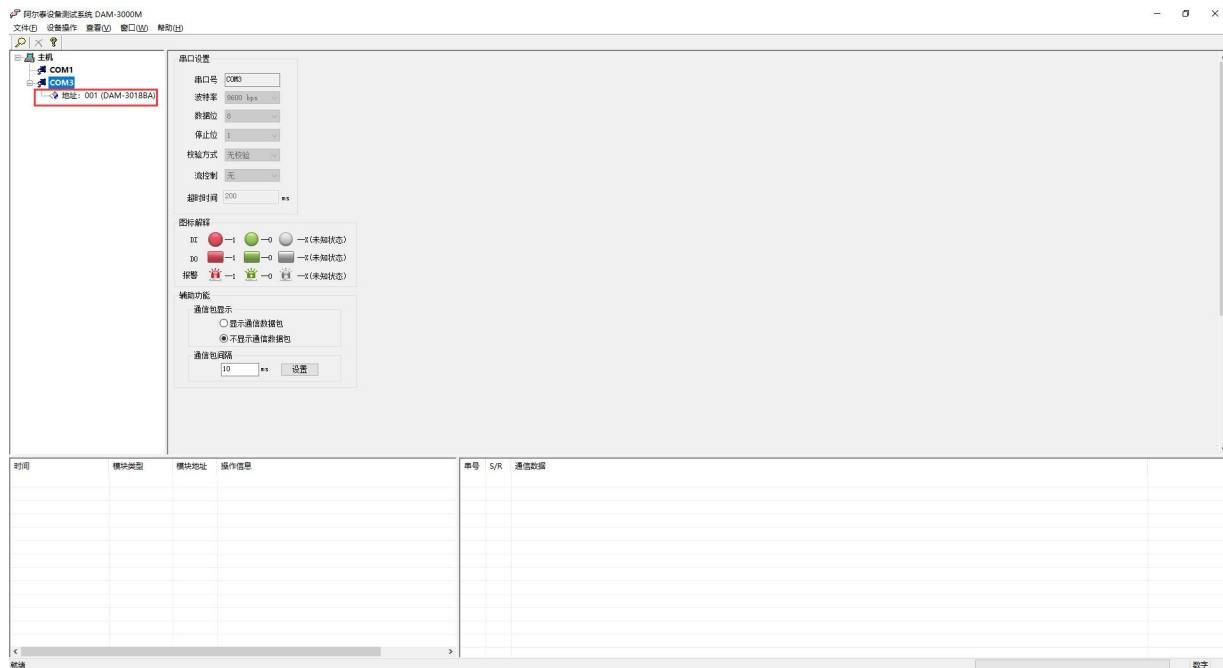 阿尔泰设备测试系统 DAM-3000M
文件(F) 设备操作 查看(V) 窗口(W) 帮助(H)
主机
COM1
COM3
地址：001 (DAM-3018BA)
串口设置
串口号 COM3
波特率 9600 bps
数据位 8
停止位 1
校验方式 无校验
流控制 无
超时时间 200 ms
图标解释
DI —1 —0 —X(未知状态)
DO —1 —0 —X(未知状态)
报警 —1 —0 —X(未知状态)
辅助功能
通信包显示
显示通信数据包
不显示通信数据包
通信包间隔
10 ms 设置
时间 模块类型 模块地址 操作信息
串号 S/R 通信数据
就绪 数字